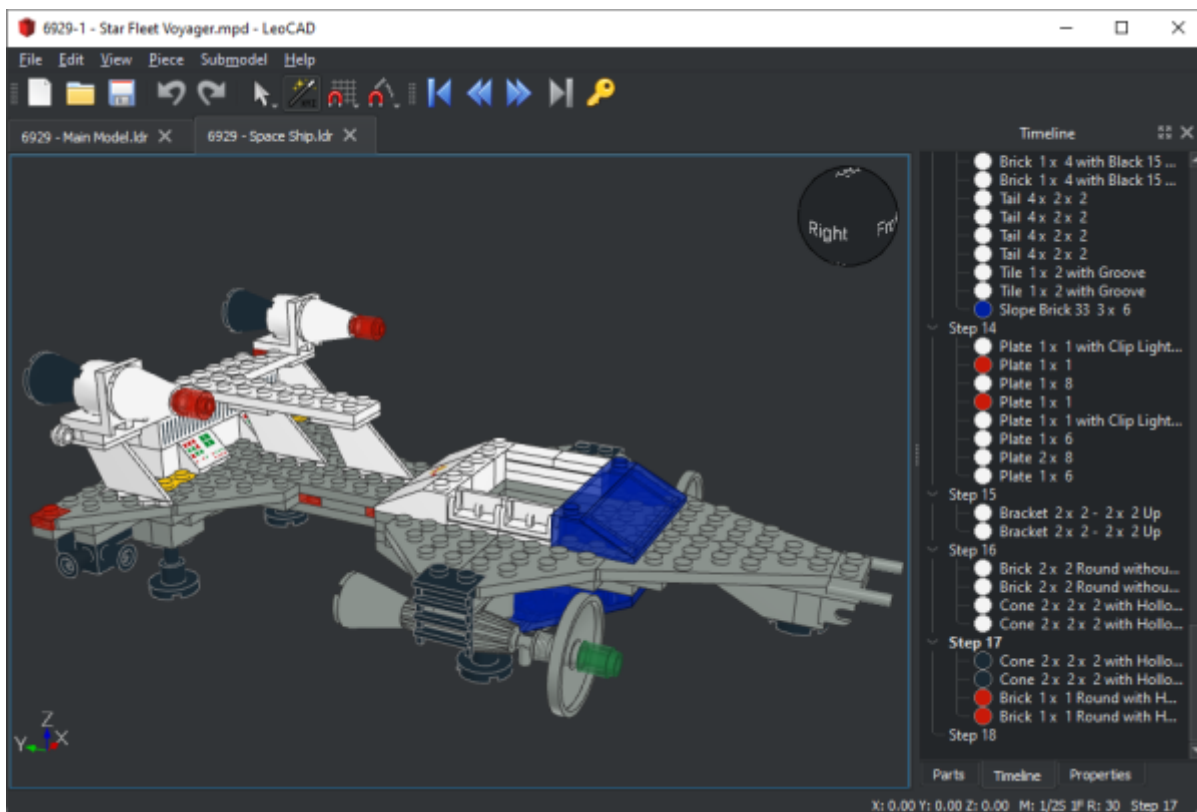 6929-1 - Star Fleet Voyager.mpd - LeoCAD
File Edit View Piece Submodel Help
6929 - Main Model.ldr
6929 - Space Ship.ldr
Timeline
Brick 1 x 4 with Black 15 ...
Brick 1 x 4 with Black 15 ...
Tail 4 x 2 x 2
Tail 4 x 2 x 2
Tail 4 x 2 x 2
Tail 4 x 2 x 2
Tile 1 x 2 with Groove
Tile 1 x 2 with Groove
Slope Brick 33 3 x 6
Step 14
Plate 1 x 1 with Clip Light...
Plate 1 x 1
Plate 1 x 8
Plate 1 x 1
Plate 1 x 1 with Clip Light...
Plate 1 x 6
Plate 2 x 8
Plate 1 x 6
Step 15
Bracket 2 x 2 - 2 x 2 Up
Bracket 2 x 2 - 2 x 2 Up
Step 16
Brick 2 x 2 Round withou...
Brick 2 x 2 Round withou...
Cone 2 x 2 x 2 with Hollo...
Cone 2 x 2 x 2 with Hollo...
Step 17
Cone 2 x 2 x 2 with Hollo...
Cone 2 x 2 x 2 with Hollo...
Brick 1 x 1 Round with H...
Brick 1 x 1 Round with H...
Step 18
Right
Z
Y X
Parts Timeline Properties
X: 0.00 Y: 0.00 Z: 0.00 M: 1/2S 1F R: 30 Step 17